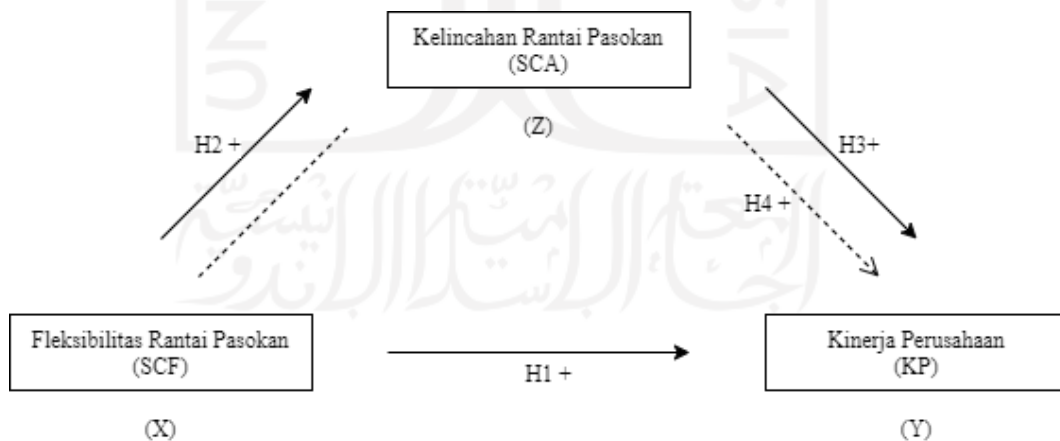 Kelincahan Rantai Pasokan
(SCA)
(Z)
H2 +
H3+
H4 +
Fleksibilitas Rantai Pasokan
(SCF)
(X)
H1 +
Kinerja Perusahaan
(KP)
(Y)